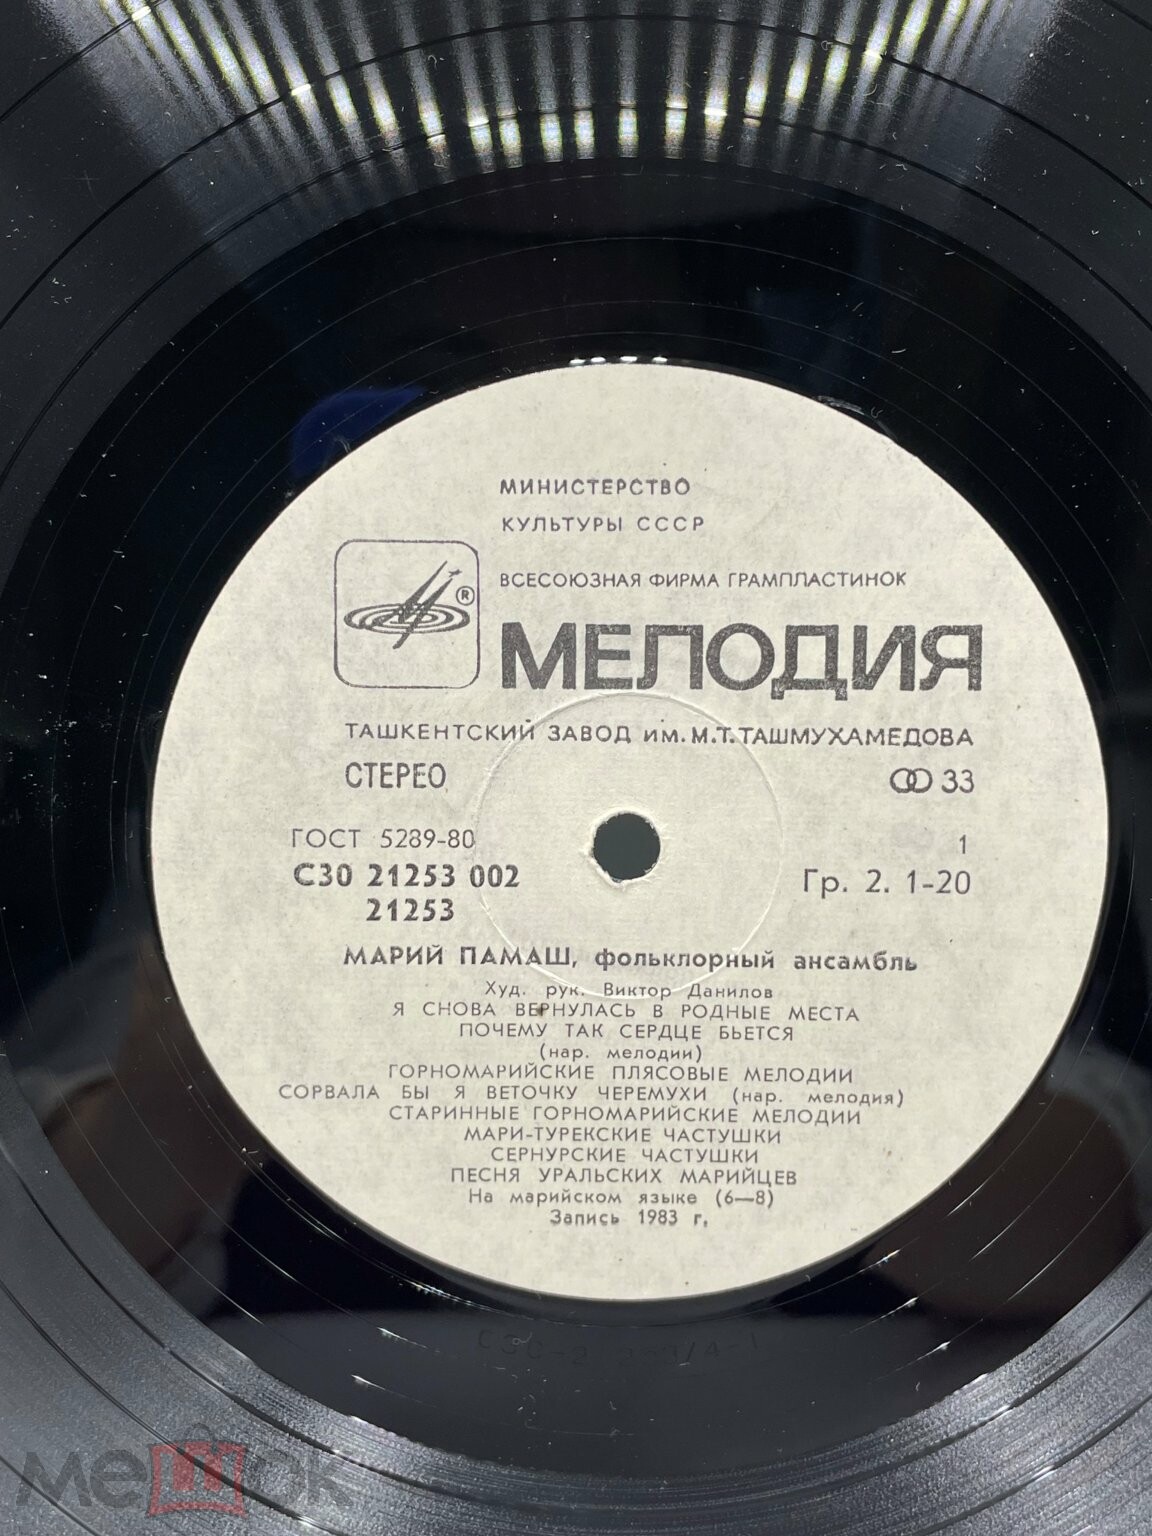 МИНИСТЕРСТВО
КУЛЬТУРЫ СССР
ВСЕСОЮЗНАЯ ФИРМА ГРАМПЛАСТИНОК
®
МЕЛОДИЯ
ТАШКЕНТСКИЙ ЗАВОД им. М.Т. ТАШМУХАМЕДОВА
СТЕРЕО
33
ГОСТ 5289-80
1
С30 21253 002
Гр. 2. 1-20
21253
МАРИЙ ПАМАШ, фольклорный ансамбль
Худ. рук. Виктор Данилов
Я СНОВА ВЕРНУЛАСЬ В РОДНЫЕ МЕСТА
ПОЧЕМУ ТАК СЕРДЦЕ БЬЕТСЯ
(нар. мелодии)
ГОРНОМАРИЙСКИЕ ПЛЯСОВЫЕ МЕЛОДИИ
СОРВАЛА БЫ Я ВЕТОЧКУ ЧЕРЕМУХИ (нар. мелодия)
СТАРИННЫЕ ГОРНОМАРИЙСКИЕ МЕЛОДИИ
МАРИ-ТУРЕКСКИЕ ЧАСТУШКИ
СЕРНУРСКИЕ ЧАСТУШКИ
ПЕСНЯ УРАЛЬСКИХ МАРИЙЦЕВ
На марийском языке (6—8)
Запись 1983 г.
мешок